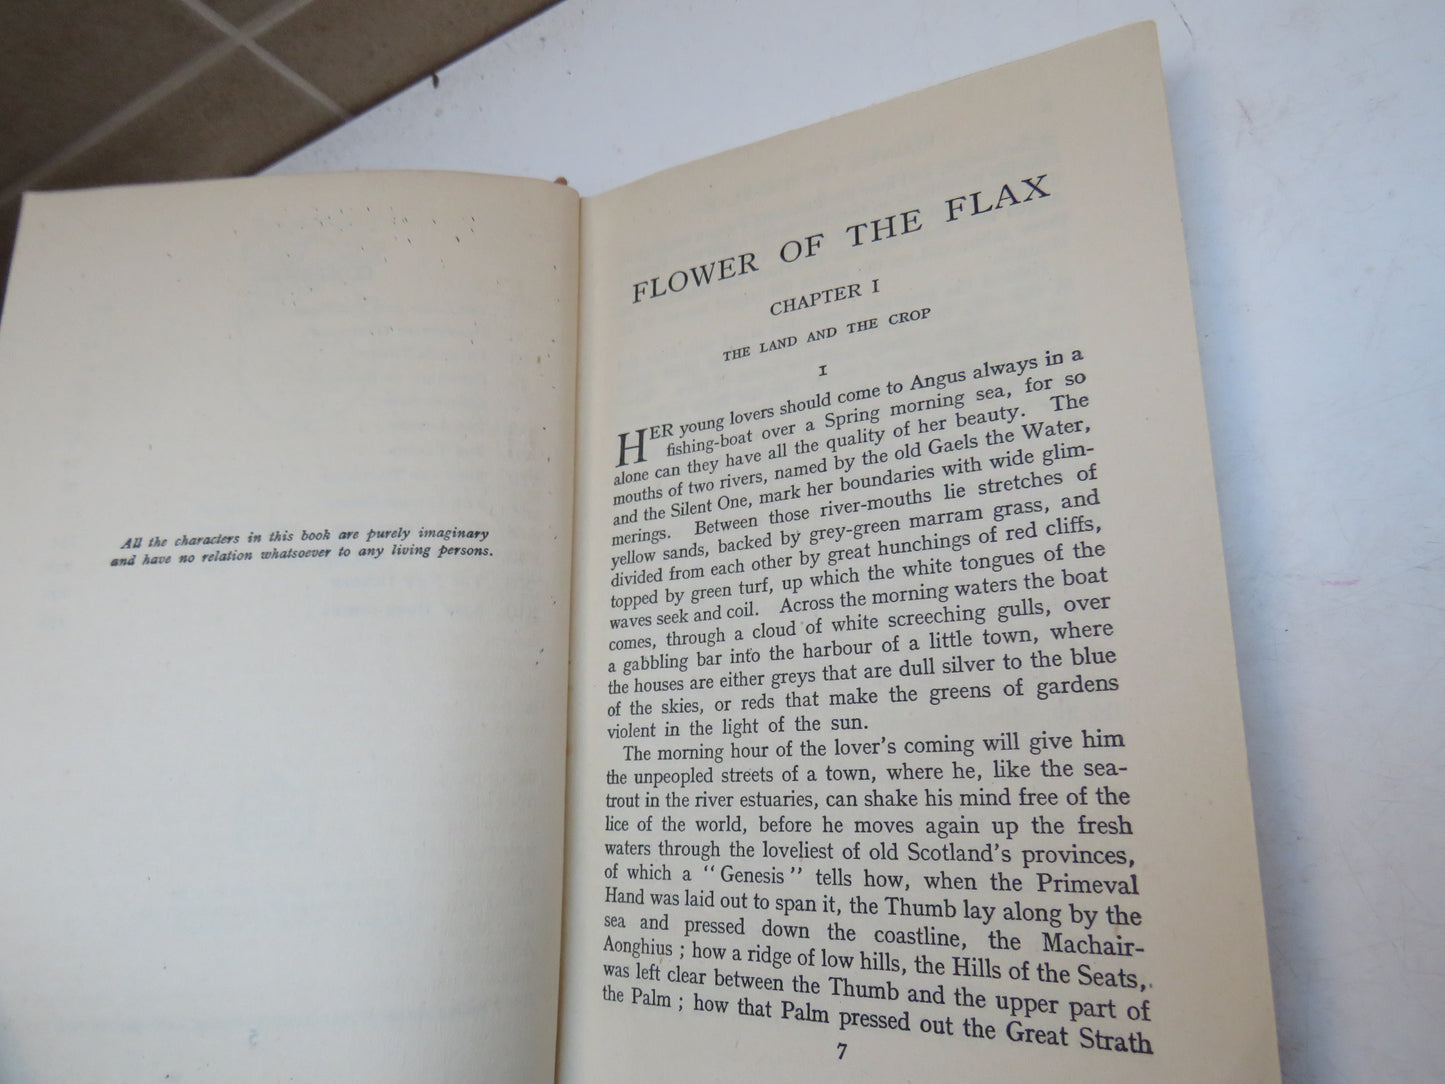 All the characters in this book are purely imaginary
and have no relation whatsoever to any living persons.
FLOWER OF THE FLAX
CHAPTER I
THE LAND AND THE CROP
I
HER young lovers should come to Angus always in a
fishing-boat over a Spring morning sea, for so
alone can they have all the quality of her beauty. The
mouths of two rivers, named by the old Gaels the Water,
and the Silent One, mark her boundaries with wide glim-
merings. Between those river-mouths lie stretches of
yellow sands, backed by grey-green marram grass, and
divided from each other by great hunchings of red cliffs,
topped by green turf, up which the white tongues of the
waves seek and coil. Across the morning waters the boat
comes, through a cloud of white screeching gulls, over
a gabbling bar into the harbour of a little town, where
the houses are either greys that are dull silver to the blue
of the skies, or reds that make the greens of gardens
violent in the light of the sun.
The morning hour of the lover's coming will give him
the unpeopled streets of a town, where he, like the sea-
trout in the river estuaries, can shake his mind free of the
lice of the world, before he moves again up the fresh
waters through the loveliest of old Scotland's provinces,
of which a "Genesis" tells how, when the Primeval
Hand was laid out to span it, the Thumb lay along by the
sea and pressed down the coastline, the Machair-
Aonghius ; how a ridge of low hills, the Hills of the Seats,
was left clear between the Thumb and the upper part of
the Palm ; how that Palm pressed out the Great Strath
7